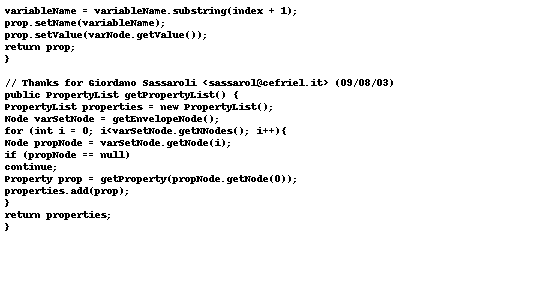 variableName = variableName.substring(index + 1);
prop.setName(variableName);
prop.setValue(varNode.getValue());
return prop;
}

// Thanks for Giordano Sassaroli <sassarol@cefriel.it> (09/08/03)
public PropertyList getPropertyList() {
PropertyList properties = new PropertyList();
Node varSetNode = getEnvelopeNode();
for (int i = 0; i<varSetNode.getNNodes(); i++){
Node propNode = varSetNode.getNode(i);
if (propNode == null)
continue;
Property prop = getProperty(propNode.getNode(0));
properties.add(prop);
}
return properties;
}